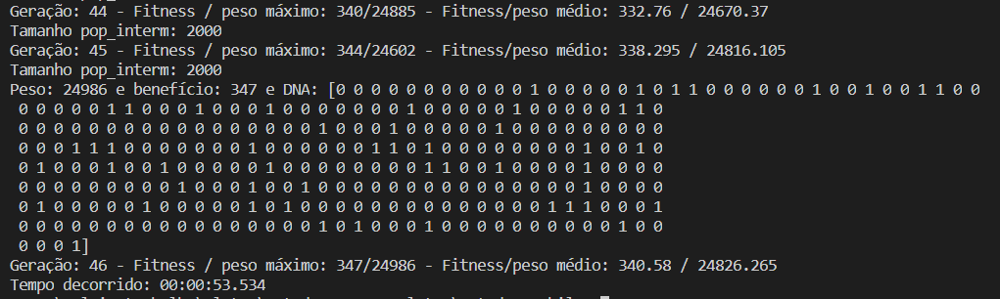 Geração: 44 - Fitness / peso máximo: 340/24885 - Fitness/peso médio: 332.76 / 24670.37
Tamanho pop_interm: 2000
Geração: 45 - Fitness / peso máximo: 344/24602 - Fitness/peso médio: 338.295 / 24816.105
Tamanho pop_interm: 2000
Peso: 24986 e benefício: 347 e DNA: [0 0 0 0 0 0 0 0 0 0 0 1 0 0 0 0 0 1 0 1 1 0 0 0 0 0 0 1 0 0 1 0 0 1 1 0 0
0 0 0 0 0 1 1 0 0 0 1 0 0 0 1 0 0 0 0 0 0 0 1 0 0 0 0 0 1 0 0 0 0 0 1 1 0
0 0 0 0 0 0 0 0 0 0 0 0 0 0 0 0 0 1 0 0 0 1 0 0 0 0 0 1 0 0 0 0 0 0 0 0 0
0 0 0 1 1 1 0 0 0 0 0 0 0 1 0 0 0 0 0 0 1 1 0 1 0 0 0 0 0 0 0 0 1 0 0 1 0
0 1 0 0 0 1 0 0 1 0 0 0 0 0 1 0 0 0 0 0 0 0 0 1 1 0 0 1 0 0 0 0 1 0 0 0 0
0 0 0 0 0 0 0 0 0 1 0 0 0 1 0 0 1 0 0 0 0 0 0 0 0 0 0 0 0 0 0 0 1 0 0 0 0
0 1 0 0 0 0 0 1 0 0 0 0 0 1 0 1 0 0 0 0 0 0 0 0 0 0 0 0 0 0 1 1 1 0 0 0 1
0 0 0 0 0 0 0 0 0 0 0 0 0 0 0 0 0 1 0 1 0 0 0 1 0 0 0 0 0 0 0 0 0 0 1 0 0
0 0 0 1]
Geração: 46 - Fitness / peso máximo: 347/24986 - Fitness/peso médio: 340.58 / 24826.265
Tempo decorrido: 00:00:53.534